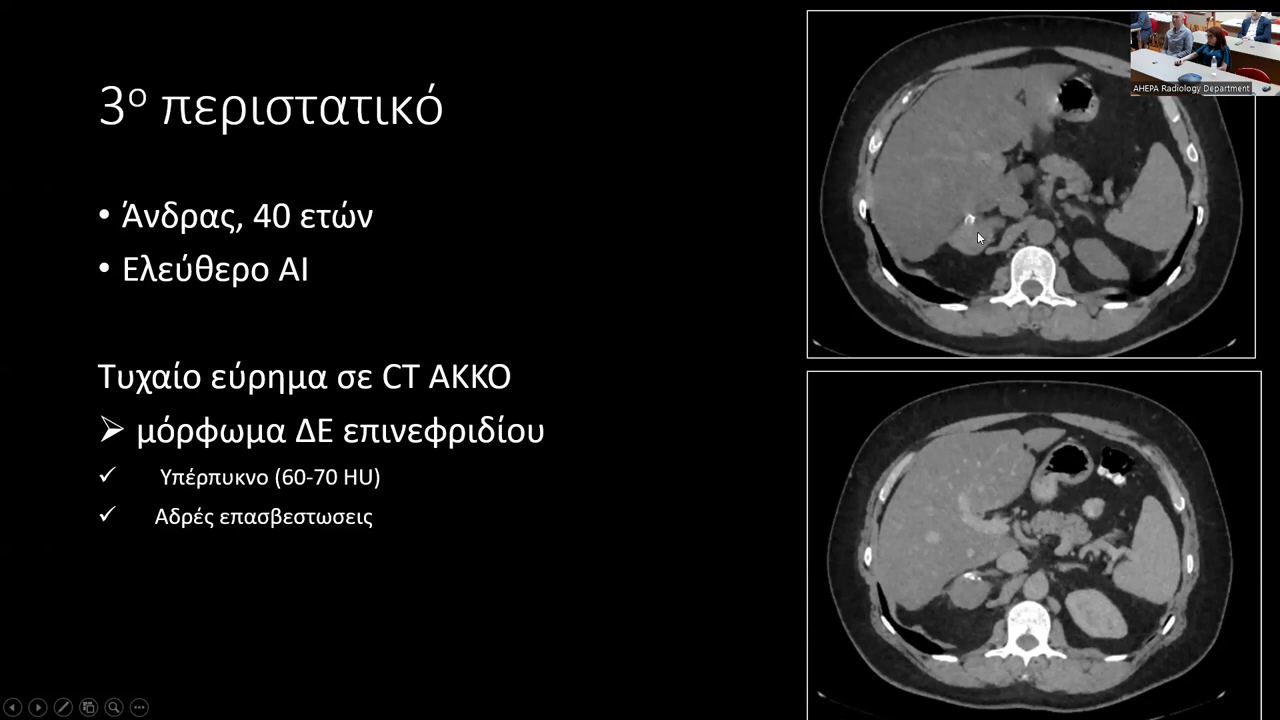 3ο περιστατικό
• Άνδρας, 40 ετών
• Ελεύθερο ΑΙ
Τυχαίο εύρημα σε CT ΑΚΚΟ
➢ μόρφωμα ΔΕ επινεφριδίου
✓ Υπέρπυκνο (60-70 HU)
✓ Αδρές επασβεστωσεις
AHEPA Radiology Department